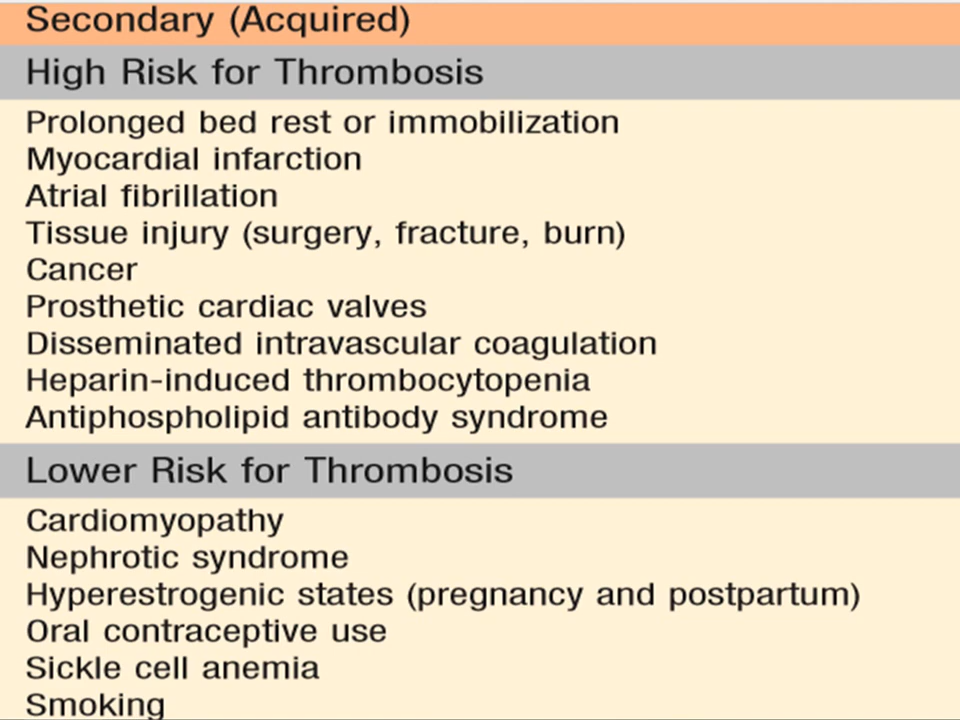 Secondary (Acquired)
High Risk for Thrombosis
Prolonged bed rest or immobilization
Myocardial infarction
Atrial fibrillation
Tissue injury (surgery, fracture, burn)
Cancer
Prosthetic cardiac valves
Disseminated intravascular coagulation
Heparin-induced thrombocytopenia
Antiphospholipid antibody syndrome
Lower Risk for Thrombosis
Cardiomyopathy
Nephrotic syndrome
Hyperestrogenic states (pregnancy and postpartum)
Oral contraceptive use
Sickle cell anemia
Smoking